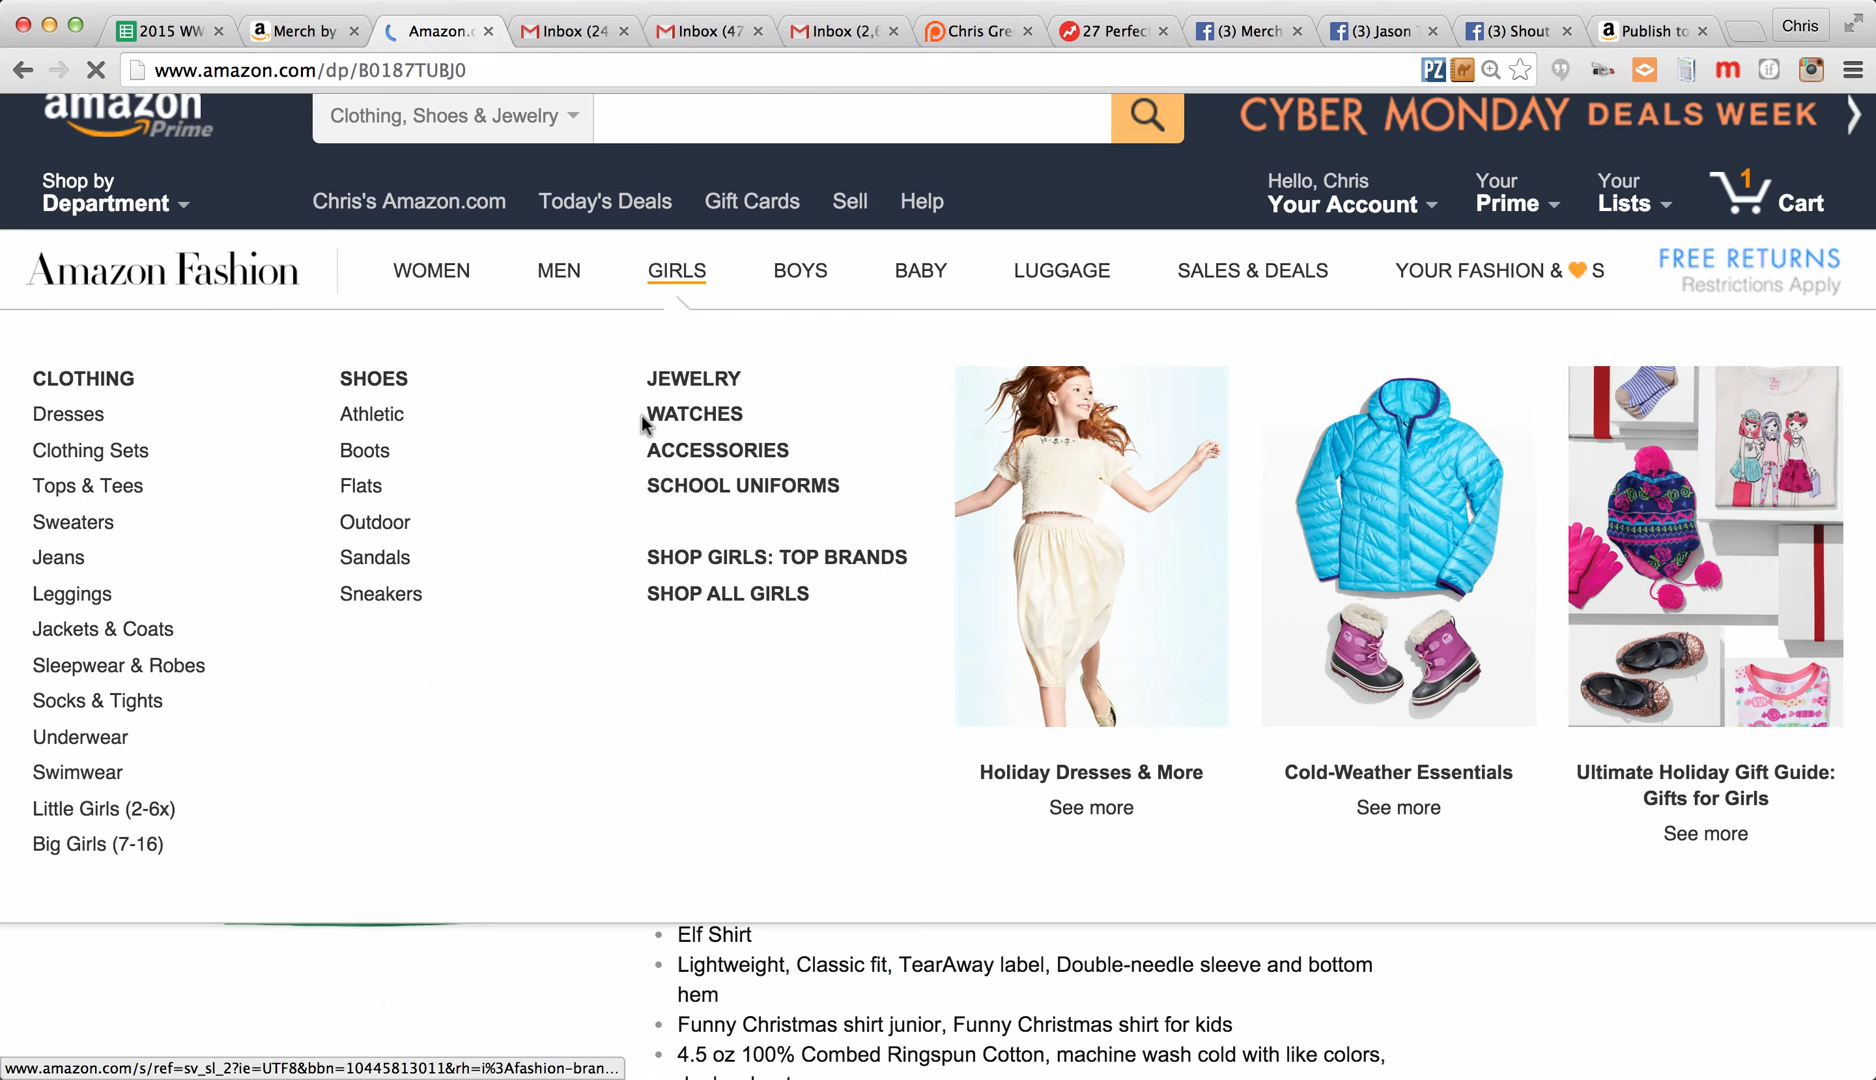 2015 WW
Merch by
Amazon.c
Inbox (24
Inbox (47
Inbox (2,6
Chris Gre
27 Perfec
(3) Merch
(3) Jason
(3) Shout
Publish to
Chris
www.amazon.com/dp/B0187TUBJ0
PZ
m
if
amazon
Prime
Clothing, Shoes & Jewelry
CYBER MONDAY DEALS WEEK
Shop by
Department
Chris's Amazon.com
Today's Deals
Gift Cards
Sell
Help
Hello, Chris
Your Account
Your
Prime
Your
Lists
1
Cart
Amazon Fashion
WOMEN
MEN
GIRLS
BOYS
BABY
LUGGAGE
SALES & DEALS
YOUR FASHION & 🧡 S
FREE RETURNS
Restrictions Apply
CLOTHING
Dresses
Clothing Sets
Tops & Tees
Sweaters
Jeans
Leggings
Jackets & Coats
Sleepwear & Robes
Socks & Tights
Underwear
Swimwear
Little Girls (2-6x)
Big Girls (7-16)
SHOES
Athletic
Boots
Flats
Outdoor
Sandals
Sneakers
JEWELRY
WATCHES
ACCESSORIES
SCHOOL UNIFORMS
SHOP GIRLS: TOP BRANDS
SHOP ALL GIRLS
Holiday Dresses & More
See more
Cold-Weather Essentials
See more
Ultimate Holiday Gift Guide:
Gifts for Girls
See more
• Elf Shirt
• Lightweight, Classic fit, TearAway label, Double-needle sleeve and bottom
hem
• Funny Christmas shirt junior, Funny Christmas shirt for kids
• 4.5 oz 100% Combed Ringspun Cotton, machine wash cold with like colors,
www.amazon.com/s/ref=sv_sl_2?ie=UTF8&bbn=10445813011&rh=i%3Afashion-bran...